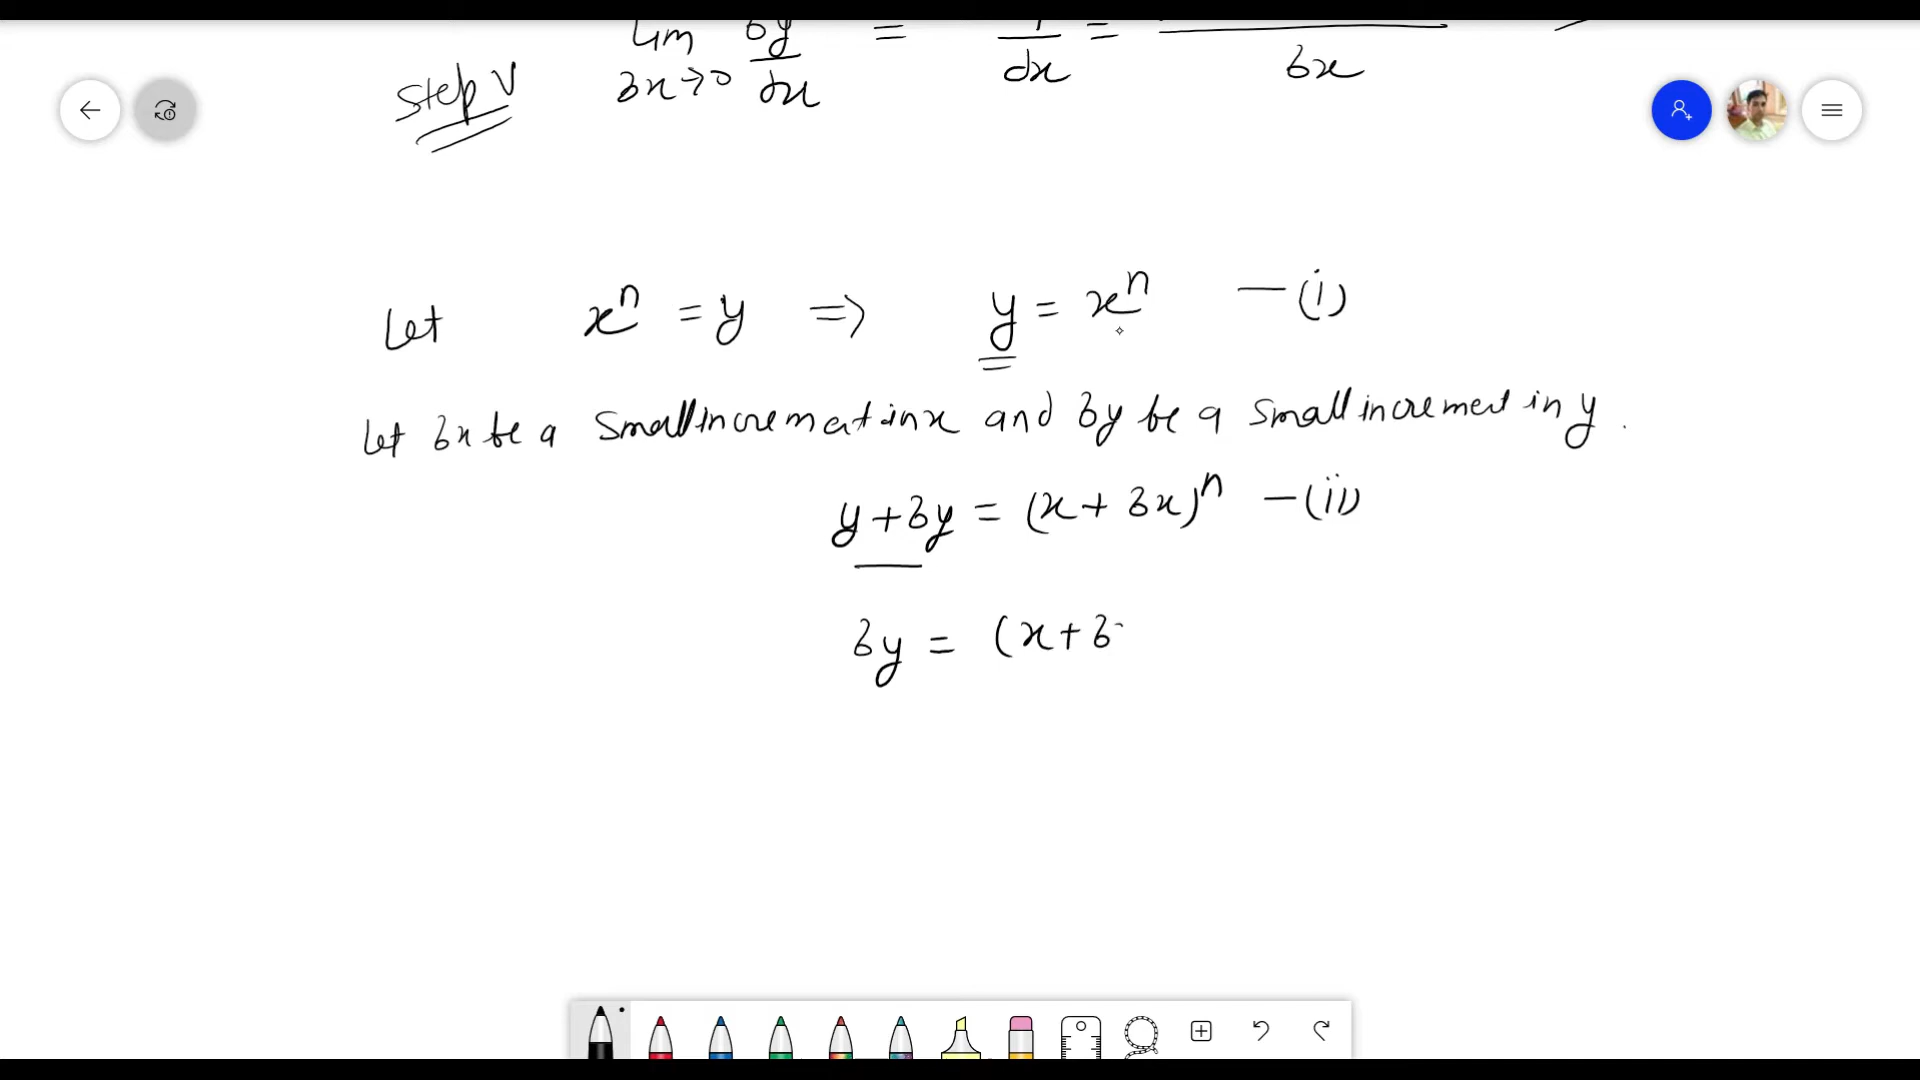 lim δy = dx = δx
Step V δx→0 δx
Let xⁿ = y ⇒ y = xⁿ —(i)
Let δx be a small increment in x and δy be a small increment in y.
y+δy = (x+δx)ⁿ —(ii)
δy = (x+δ